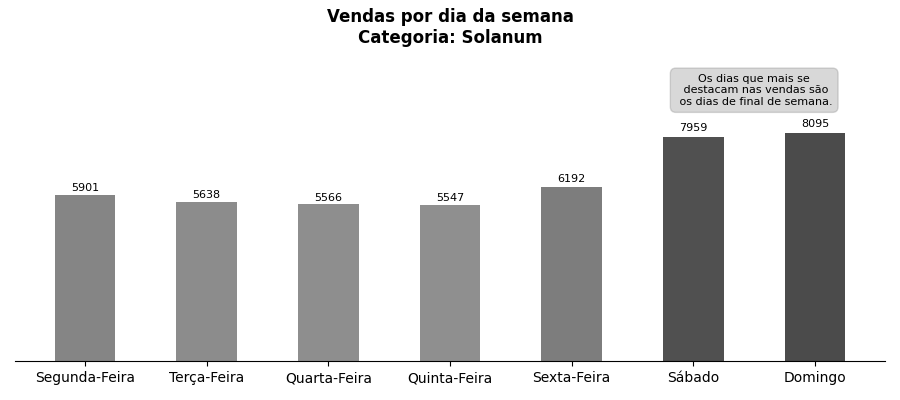 Vendas por dia da semana
Categoria: Solanum
Os dias que mais se
destacam nas vendas são
os dias de final de semana.
5901
5638
5566
5547
6192
7959
8095
Segunda-Feira
Terça-Feira
Quarta-Feira
Quinta-Feira
Sexta-Feira
Sábado
Domingo